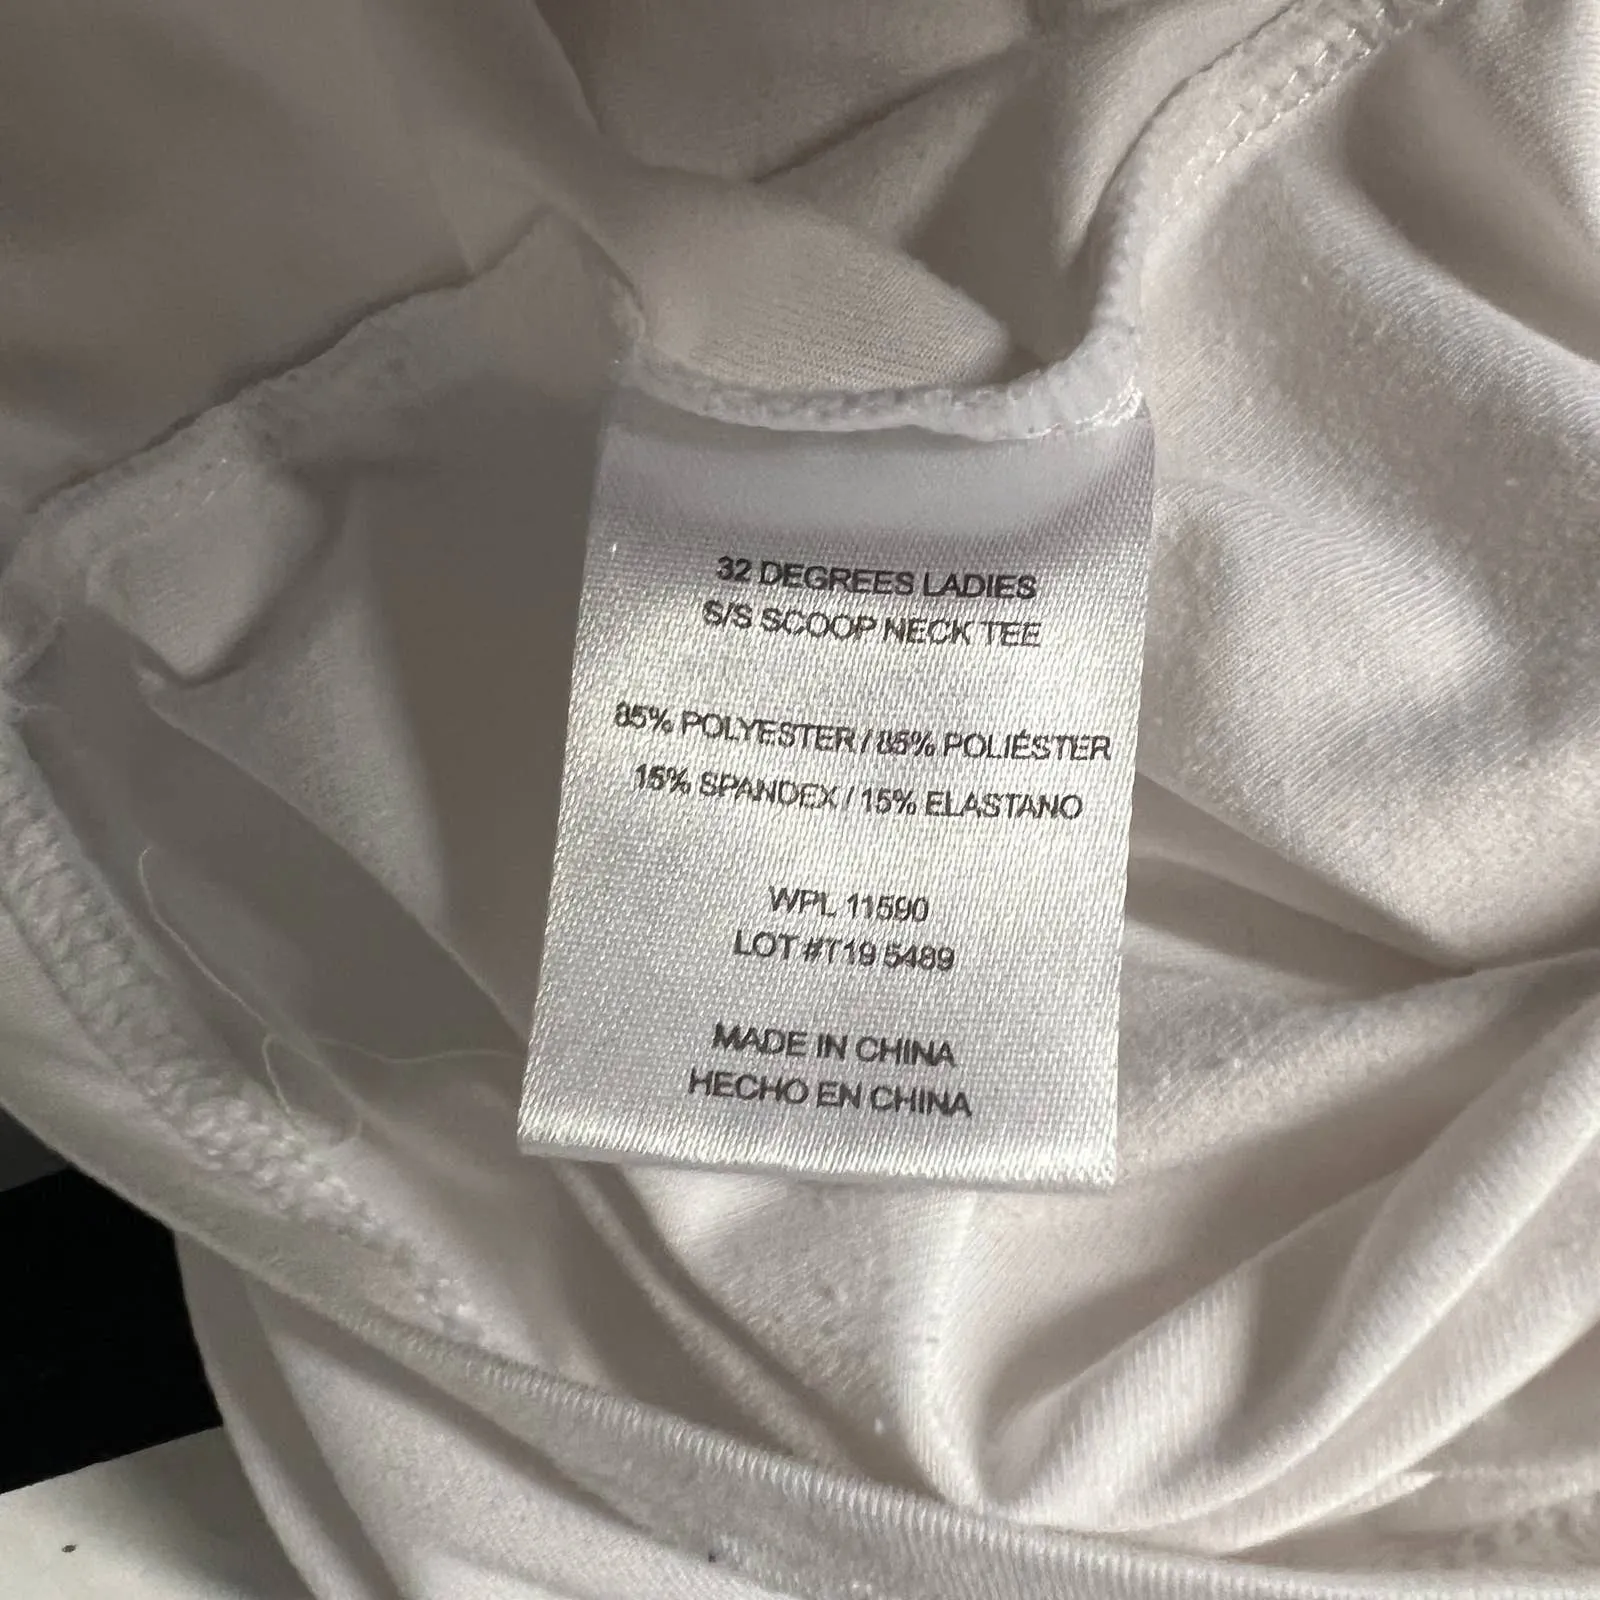 32 DEGREES LADIES
S/S SCOOP NECK TEE
85% POLYESTER / 85% POLIÉSTER
15% SPANDEX / 15% ELASTANO
WPL 11590
LOT #T19 5489
MADE IN CHINA
HECHO EN CHINA